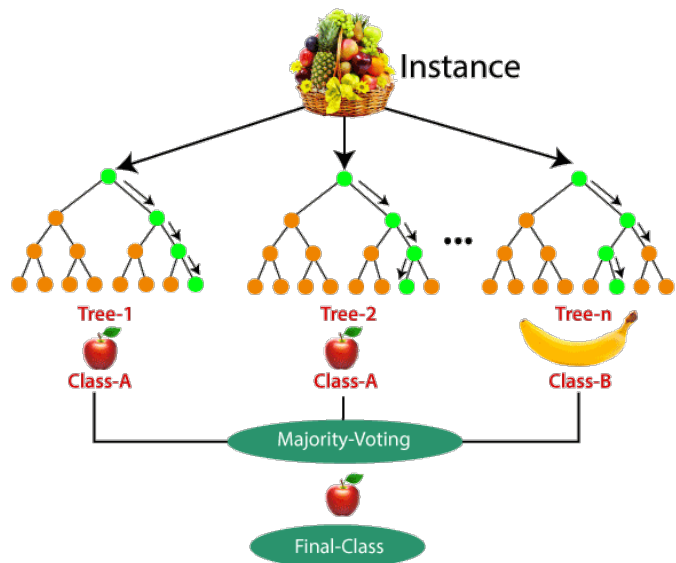 Instance
...
Tree-1
Tree-2
Tree-n
Class-A
Class-A
Class-B
Majority-Voting
Final-Class